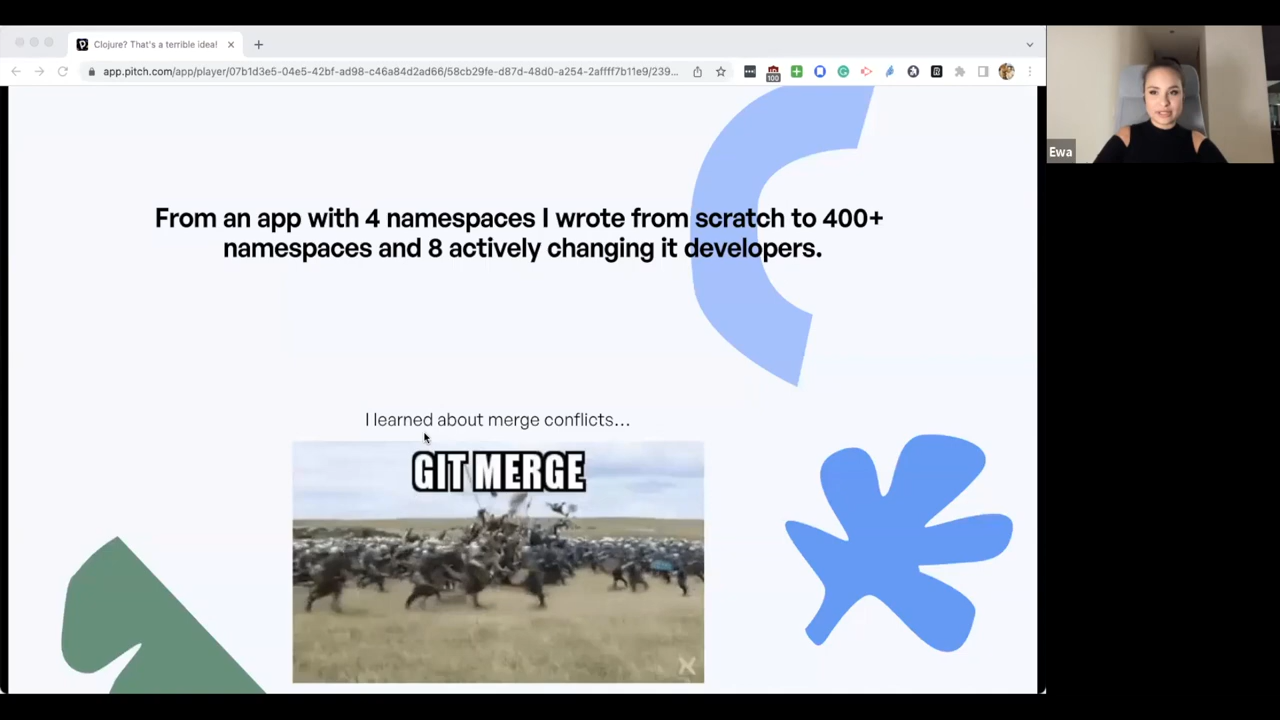 Clojure? That's a terrible idea!
app.pitch.com/app/player/07b1d3e5-04e5-42bf-ad98-c46a84d2ad66/58cb29fe-d87d-48d0-a254-2affff7b11e9/239...
100
Ewa
From an app with 4 namespaces I wrote from scratch to 400+
namespaces and 8 actively changing it developers.
I learned about merge conflicts...
GIT MERGE